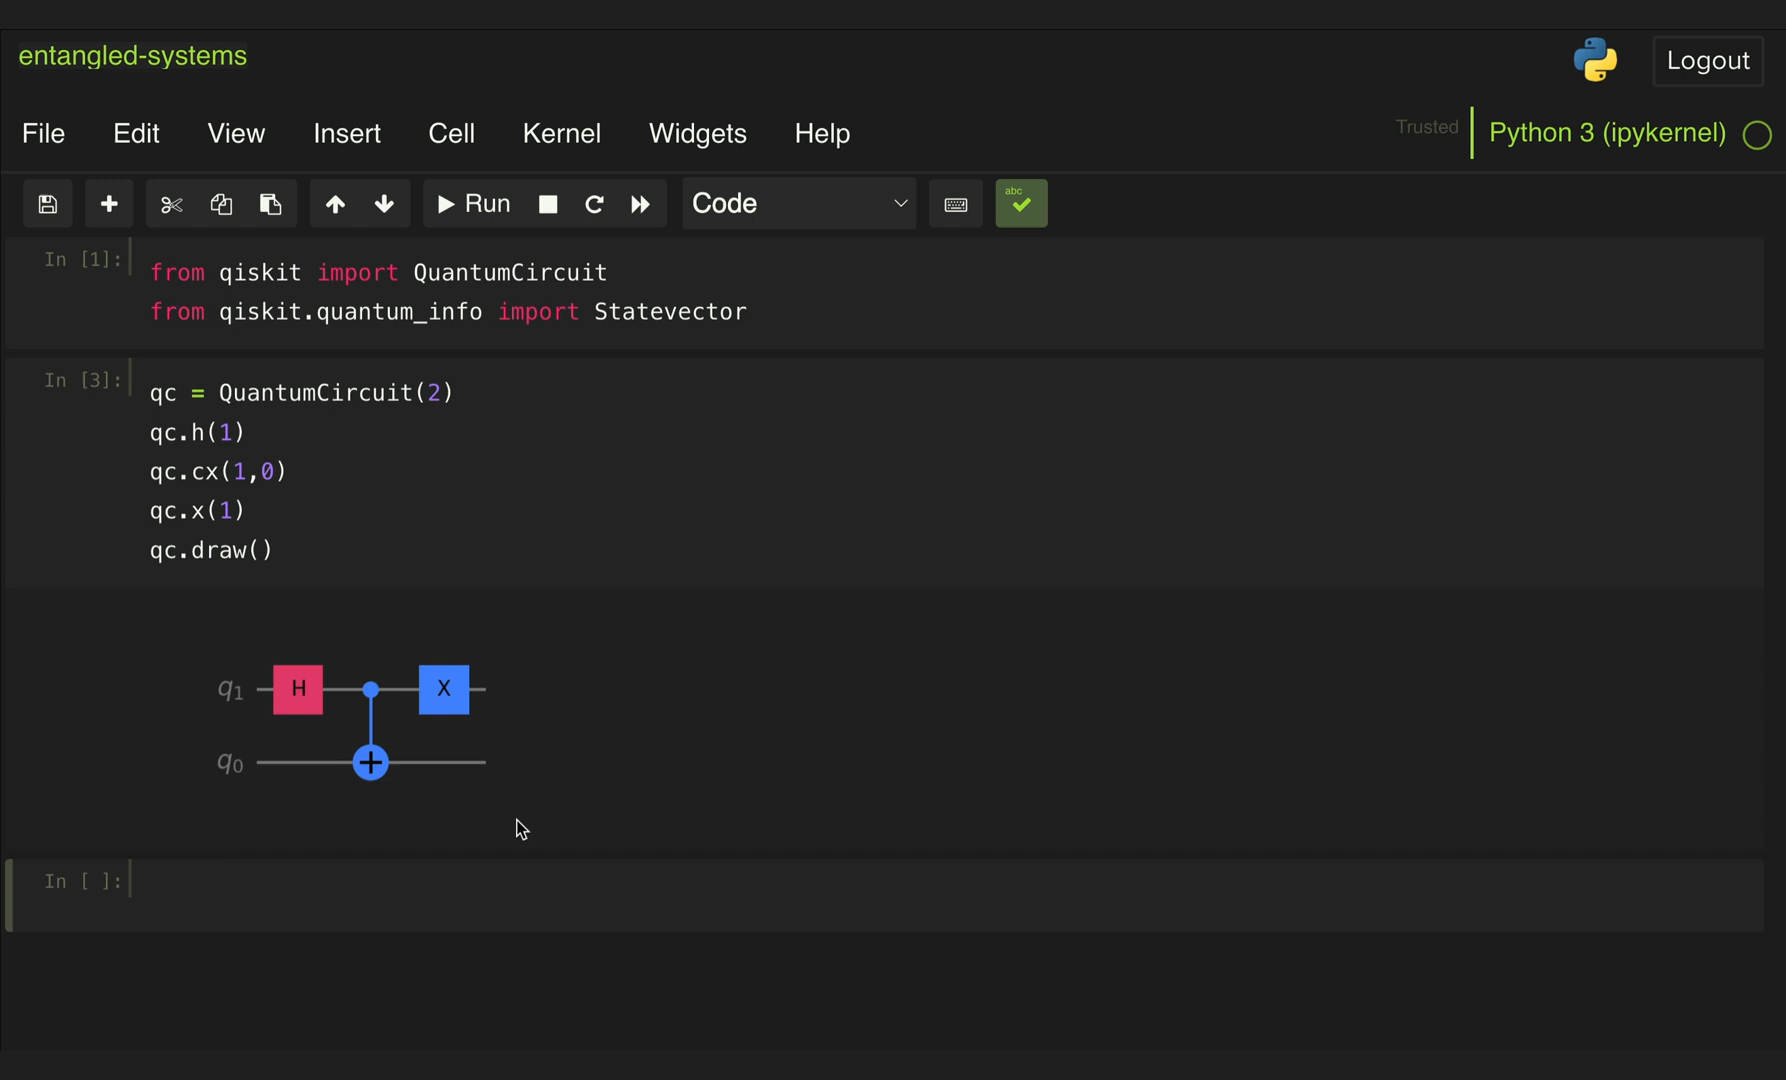 entangled-systems
Logout
File Edit View Insert Cell Kernel Widgets Help
Trusted
Python 3 (ipykernel)
Run
Code
abc
In [1]:
from qiskit import QuantumCircuit
from qiskit.quantum_info import Statevector
In [3]:
qc = QuantumCircuit(2)
qc.h(1)
qc.cx(1,0)
qc.x(1)
qc.draw()
q1 H X
q0 +
In [ ]: